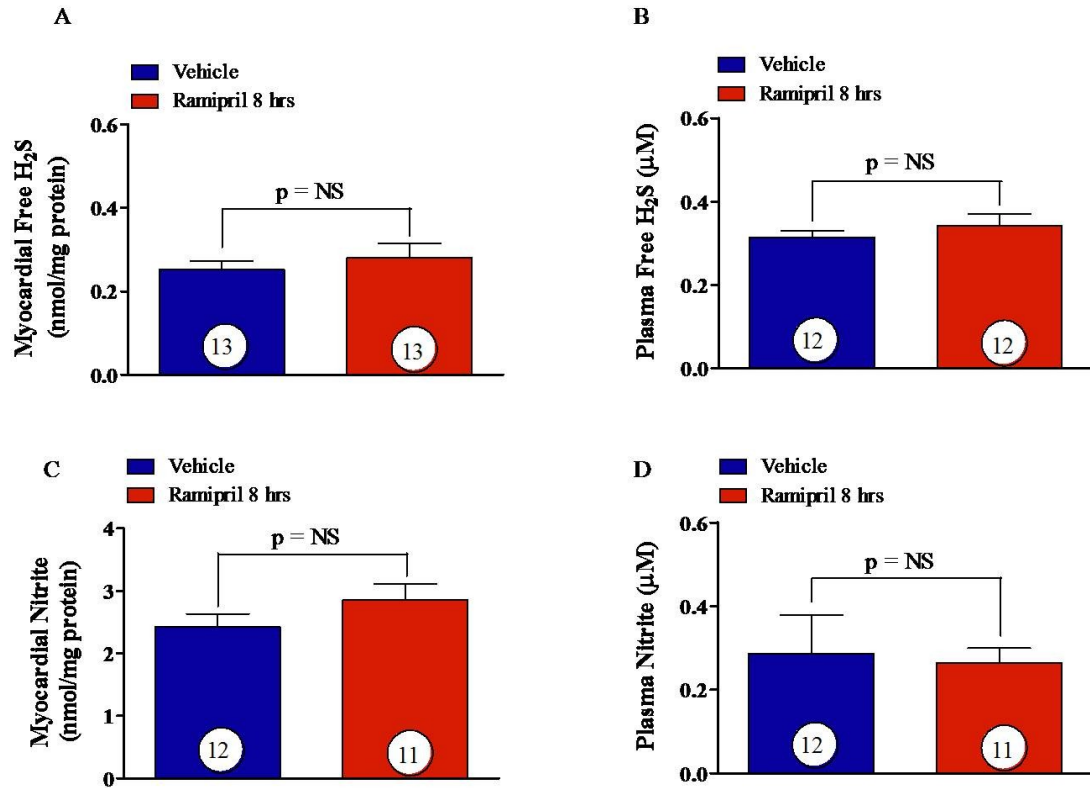 A
Vehicle
Ramipril 8 hrs
Myocardial Free H₂S
(nmol/mg protein)
0.6
0.4
0.2
0.0
p = NS
13
13
B
Vehicle
Ramipril 8 hrs
Plasma Free H₂S (μM)
0.6
0.4
0.2
0.0
p = NS
12
12
C
Vehicle
Ramipril 8 hrs
Myocardial Nitrite
(nmol/mg protein)
4
3
2
1
0
p = NS
12
11
D
Vehicle
Ramipril 8 hrs
Plasma Nitrite (μM)
0.6
0.4
0.2
0.0
p = NS
12
11